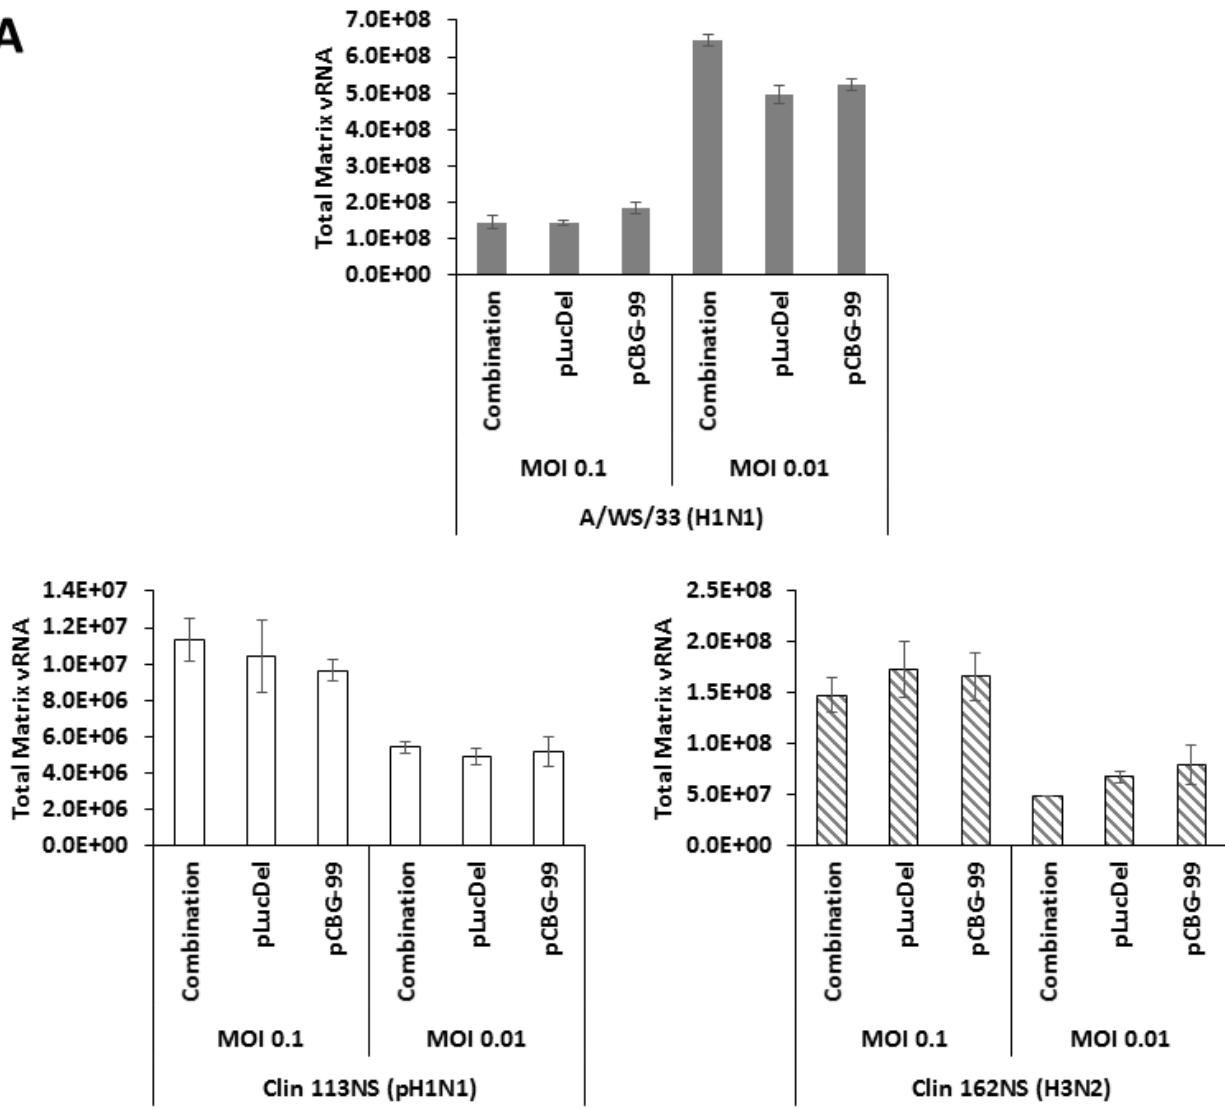 A
Total Matrix vRNA
7.0E+08
6.0E+08
5.0E+08
4.0E+08
3.0E+08
2.0E+08
1.0E+08
0.0E+00
Combination
pLucDel
pCBG-99
Combination
pLucDel
pCBG-99
MOI 0.1
MOI 0.01
A/WS/33 (H1N1)
Total Matrix vRNA
1.4E+07
1.2E+07
1.0E+07
8.0E+06
6.0E+06
4.0E+06
2.0E+06
0.0E+00
Combination
pLucDel
pCBG-99
Combination
pLucDel
pCBG-99
MOI 0.1
MOI 0.01
Clin 113NS (pH1N1)
Total Matrix vRNA
2.5E+08
2.0E+08
1.5E+08
1.0E+08
5.0E+07
0.0E+00
Combination
pLucDel
pCBG-99
Combination
pLucDel
pCBG-99
MOI 0.1
MOI 0.01
Clin 162NS (H3N2)